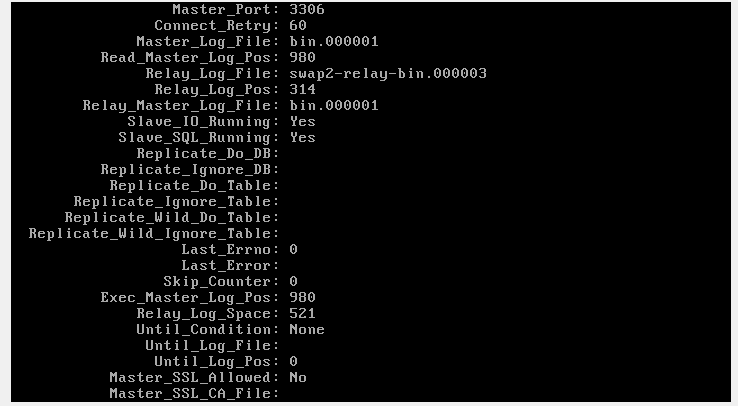 Master_Port: 3306
Connect_Retry: 60
Master_Log_File: bin.000001
Read_Master_Log_Pos: 980
Relay_Log_File: swap2-relay-bin.000003
Relay_Log_Pos: 314
Relay_Master_Log_File: bin.000001
Slave_IO_Running: Yes
Slave_SQL_Running: Yes
Replicate_Do_DB:
Replicate_Ignore_DB:
Replicate_Do_Table:
Replicate_Ignore_Table:
Replicate_Wild_Do_Table:
Replicate_Wild_Ignore_Table:
Last_Errno: 0
Last_Error:
Skip_Counter: 0
Exec_Master_Log_Pos: 980
Relay_Log_Space: 521
Until_Condition: None
Until_Log_File:
Until_Log_Pos: 0
Master_SSL_Allowed: No
Master_SSL_CA_File: